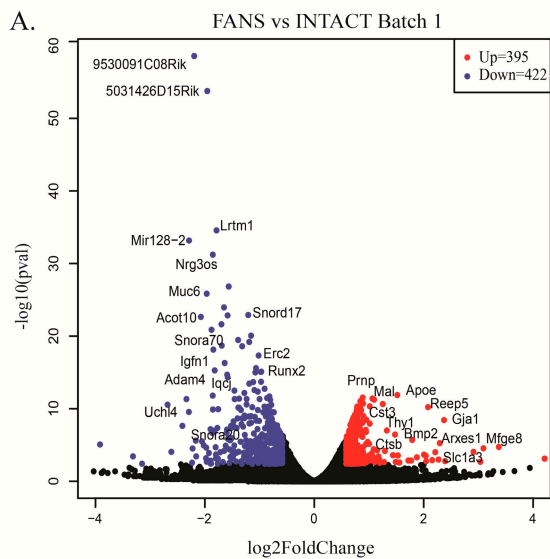 A.
FANS vs INTACT Batch 1
Up=395
Down=422
9530091C08Rik
5031426D15Rik
Lrtm1
Mir128−2
Nrg3os
Muc6
Acot10
Snord17
Snora70
Erc2
Igfn1
Runx2
Adam4
Iqcj
Uchl4
Snora20
Prnp
Mal
Apoe
Reep5
Cst3
Thy1
Gja1
Bmp2
Ctsb
Arxes1
Mfge8
Slc1a3
60
50
40
30
20
10
0
-log10(pval)
−4
−2
0
2
4
log2FoldChange